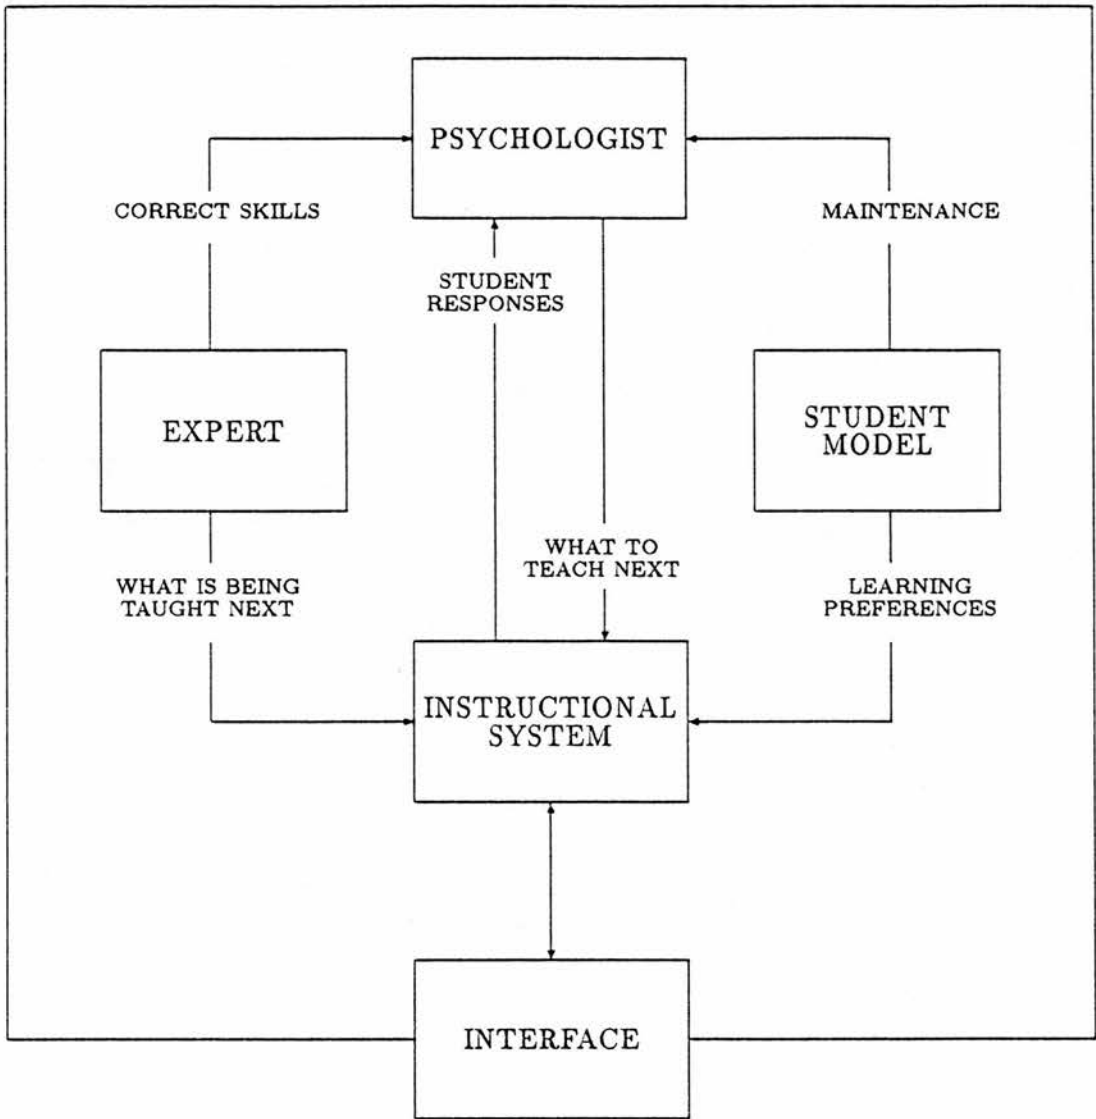 PSYCHOLOGIST
CORRECT SKILLS
MAINTENANCE
STUDENT
RESPONSES
EXPERT
STUDENT
MODEL
WHAT TO
TEACH NEXT
WHAT IS BEING
TAUGHT NEXT
LEARNING
PREFERENCES
INSTRUCTIONAL
SYSTEM
INTERFACE